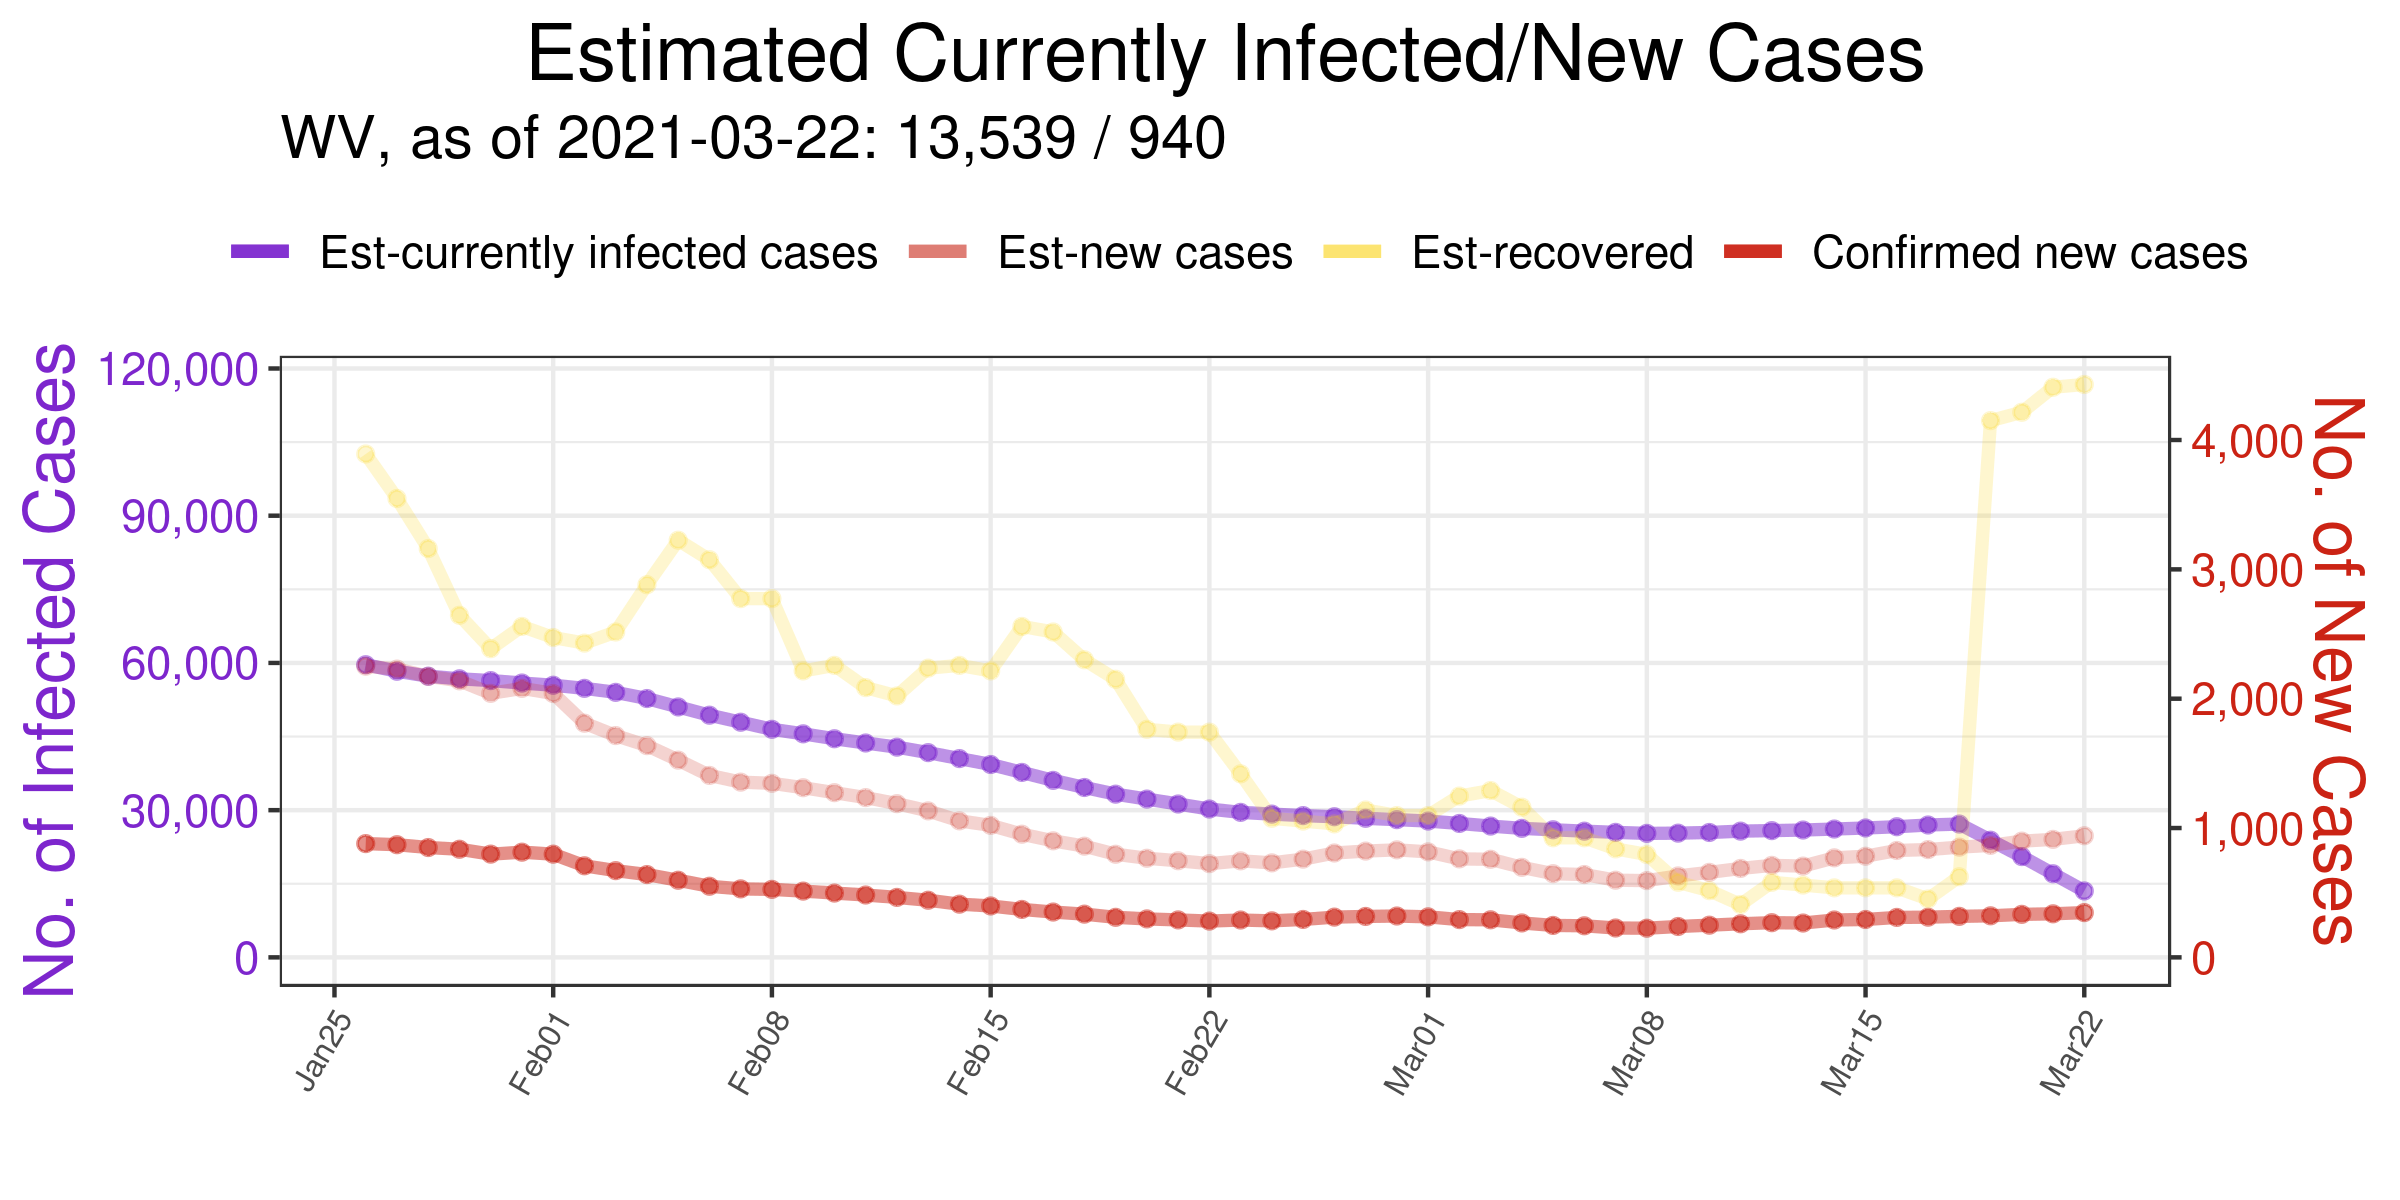 Estimated Currently Infected/New Cases
WV, as of 2021-03-22: 13,539 / 940
Est-currently infected cases Est-new cases Est-recovered Confirmed new cases
No. of Infected Cases
120,000
90,000
60,000
30,000
0
4,000
3,000
2,000
1,000
0
No. of New Cases
Jan25 Feb01 Feb08 Feb15 Feb22 Mar01 Mar08 Mar15 Mar22